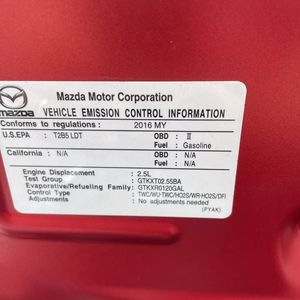 mazda
Mazda Motor Corporation
VEHICLE EMISSION CONTROL INFORMATION
Conforms to regulations : 2016 MY
U.S.EPA : T2B5 LDT OBD : II
Fuel : Gasoline
California : N/A OBD : N/A
Fuel : N/A
Engine Displacement : 2.5L
Test Group : GTKXT02.55BA
Evaporative/Refueling Family : GTKXR0120GAL
Control Type : TWC/WU-TWC/HO2S/WR-HO2S/DFI
Adjustments : No adjustments needed
(PYAK)